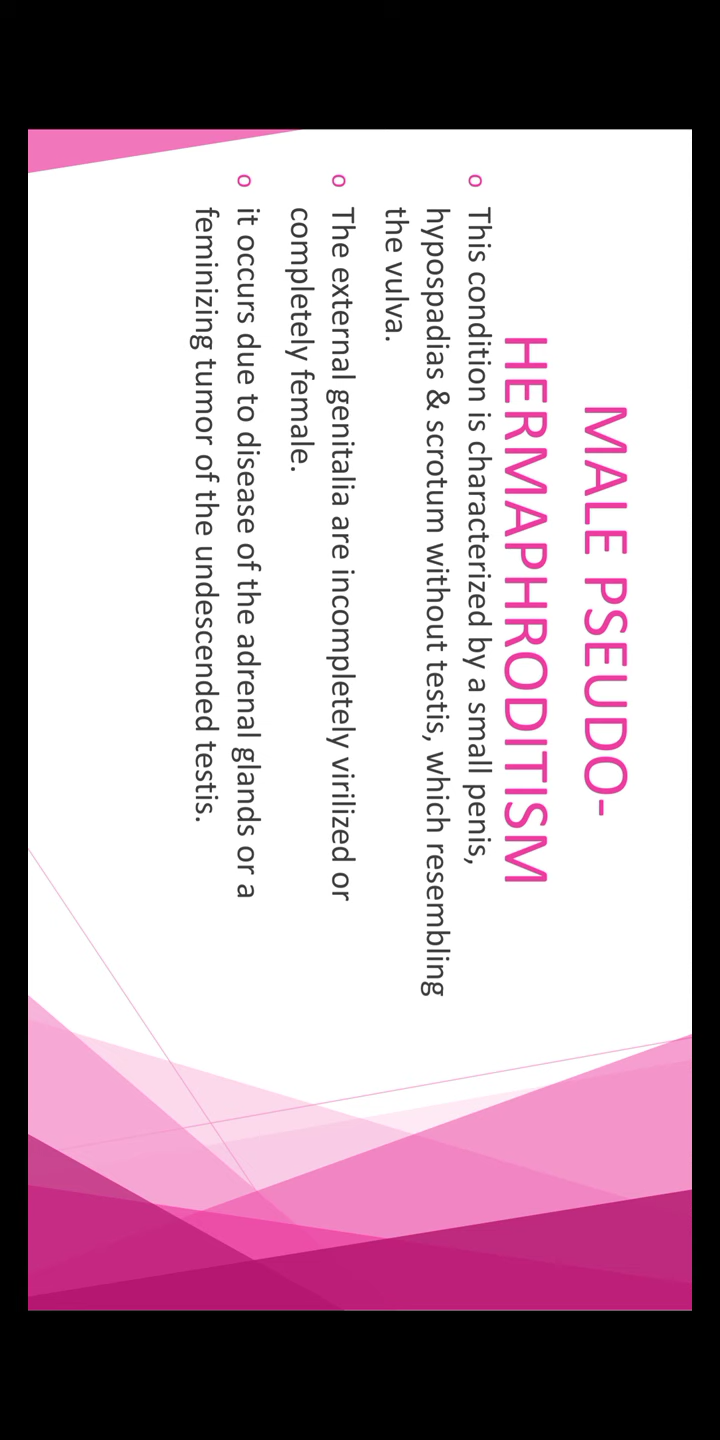 MALE PSEUDO-
HERMAPHRODITISM
o This condition is characterized by a small penis,
hypospadias & scrotum without testis, which resembling
the vulva.
o The external genitalia are incompletely virilized or
completely female.
o it occurs due to disease of the adrenal glands or a
feminizing tumor of the undescended testis.